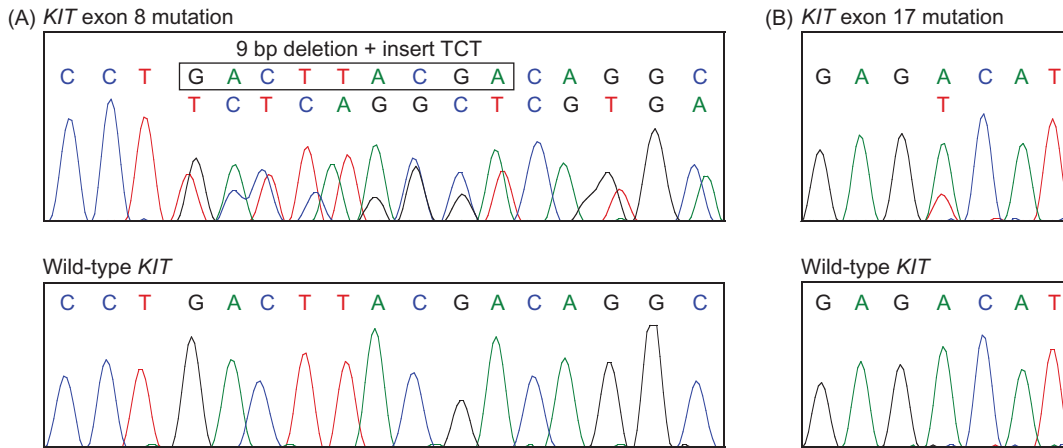 (A) KIT exon 8 mutation
9 bp deletion + insert TCT
C C T G A C T T A C G A C A G G C
T C T C A G G C T C G T G A
Wild-type KIT
C C T G A C T T A C G A C A G G C
(B) KIT exon 17 mutation
G A G A C A T
T
Wild-type KIT
G A G A C A T